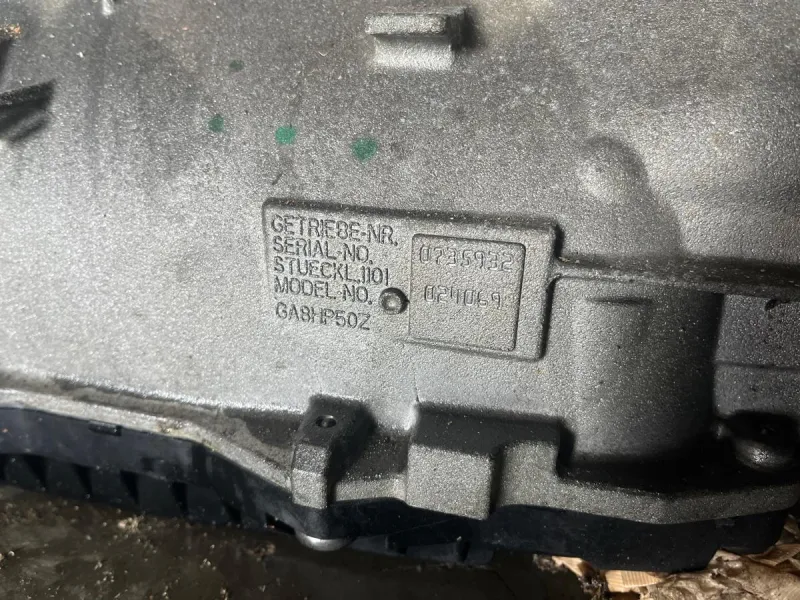 GETRIEBE-NR.
SERIAL-NO.
0735932
STUECKL.1101
MODEL-NO.
024069
GA8HP50Z